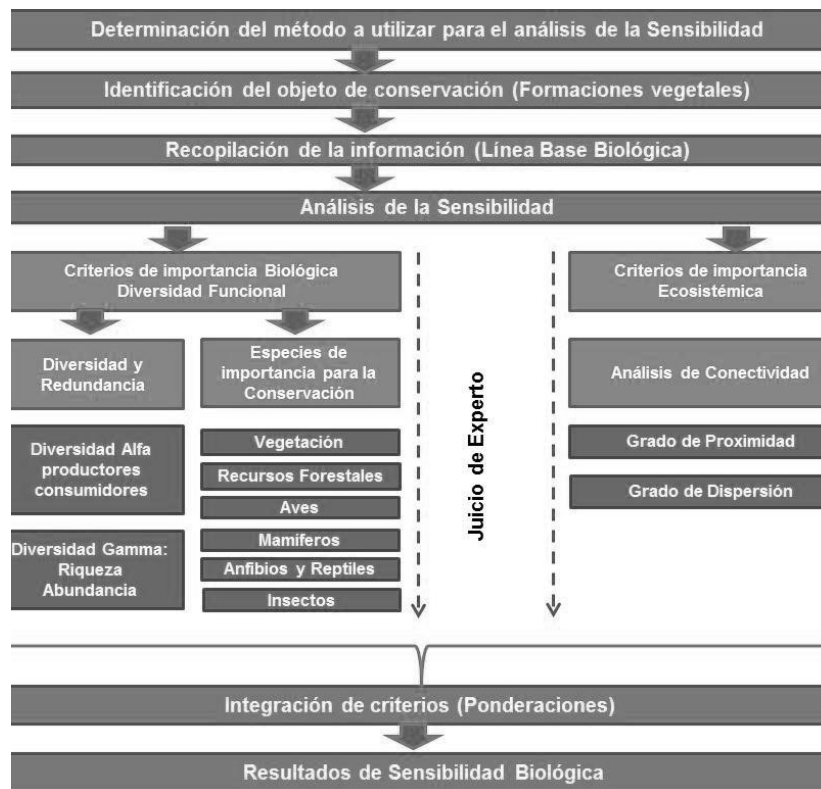 Determinación del método a utilizar para el análisis de la Sensibilidad
Identificación del objeto de conservación (Formaciones vegetales)
Recopilación de la información (Línea Base Biológica)
Análisis de la Sensibilidad
Criterios de importancia Biológica
Diversidad Funcional
Diversidad y
Redundancia
Diversidad Alfa
productores
consumidores
Diversidad Gamma:
Riqueza
Abundancia
Especies de
importancia para la
Conservación
Vegetación
Recursos Forestales
Aves
Mamíferos
Anfibios y Reptiles
Insectos
Juicio de Experto
Criterios de importancia
Ecosistémica
Análisis de Conectividad
Grado de Proximidad
Grado de Dispersión
Integración de criterios (Ponderaciones)
Resultados de Sensibilidad Biológica